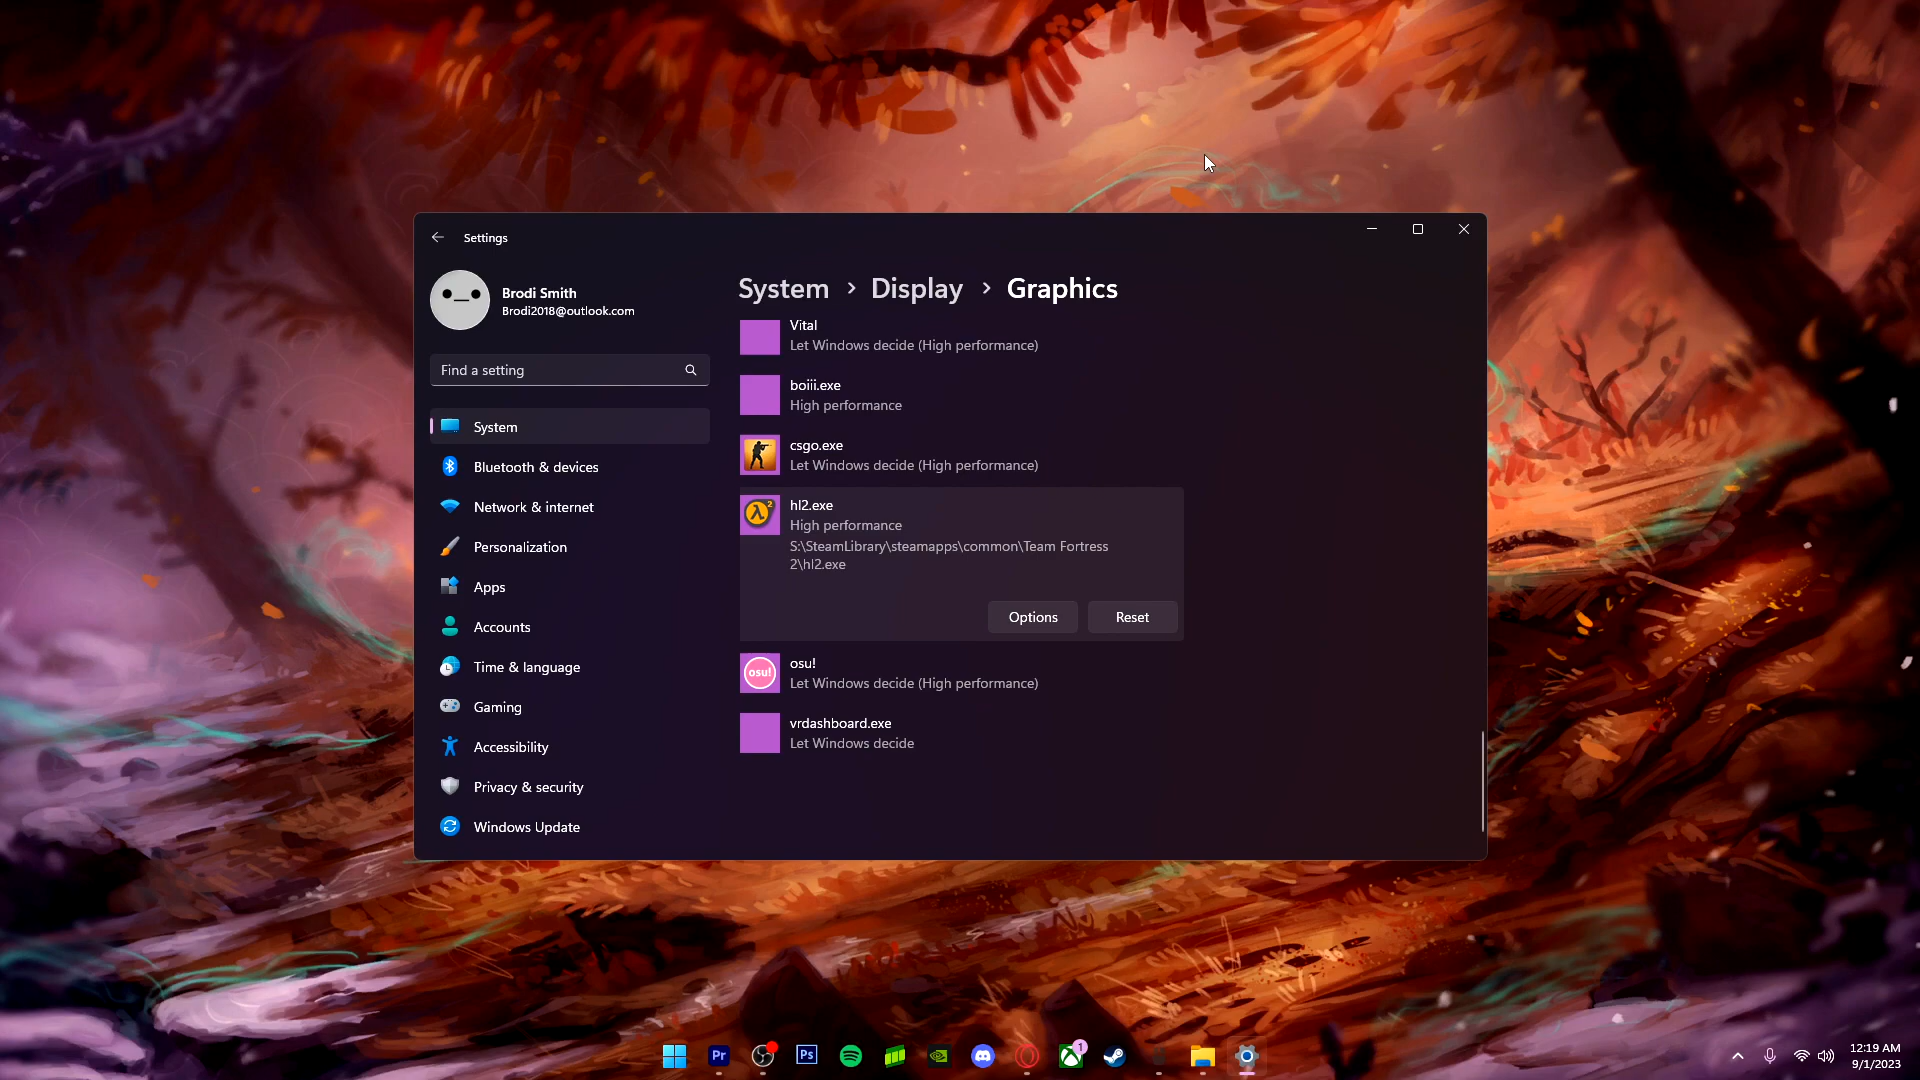 Settings
Brodi Smith
Brodi2018@outlook.com
Find a setting
System
Bluetooth & devices
Network & internet
Personalization
Apps
Accounts
Time & language
Gaming
Accessibility
Privacy & security
Windows Update
System > Display > Graphics
Vital
Let Windows decide (High performance)
boiii.exe
High performance
csgo.exe
Let Windows decide (High performance)
2
hl2.exe
High performance
S:\SteamLibrary\steamapps\common\Team Fortress
2\hl2.exe
Options
Reset
osu!
osu!
Let Windows decide (High performance)
vrdashboard.exe
Let Windows decide
Pr
Ps
1
12:19 AM
9/1/2023